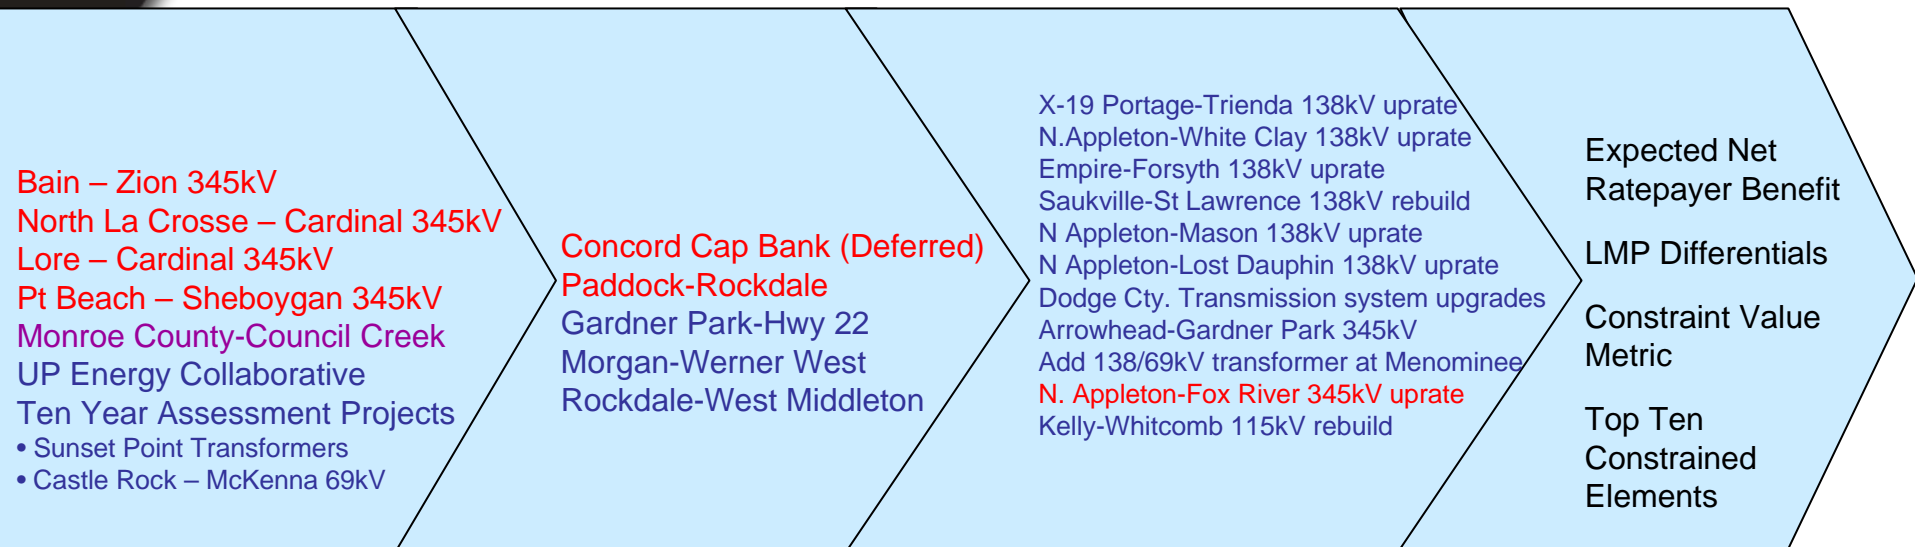 Bain – Zion 345kV
North La Crosse – Cardinal 345kV
Lore – Cardinal 345kV
Pt Beach – Sheboygan 345kV
Monroe County-Council Creek
UP Energy Collaborative
Ten Year Assessment Projects
• Sunset Point Transformers
• Castle Rock – McKenna 69kV
Concord Cap Bank (Deferred)
Paddock-Rockdale
Gardner Park-Hwy 22
Morgan-Werner West
Rockdale-West Middleton
X-19 Portage-Trienda 138kV uprate
N.Appleton-White Clay 138kV uprate
Empire-Forsyth 138kV uprate
Saukville-St Lawrence 138kV rebuild
N Appleton-Mason 138kV uprate
N Appleton-Lost Dauphin 138kV uprate
Dodge Cty. Transmission system upgrades
Arrowhead-Gardner Park 345kV
Add 138/69kV transformer at Menominee
N. Appleton-Fox River 345kV uprate
Kelly-Whitcomb 115kV rebuild
Expected Net
Ratepayer Benefit
LMP Differentials
Constraint Value
Metric
Top Ten
Constrained
Elements